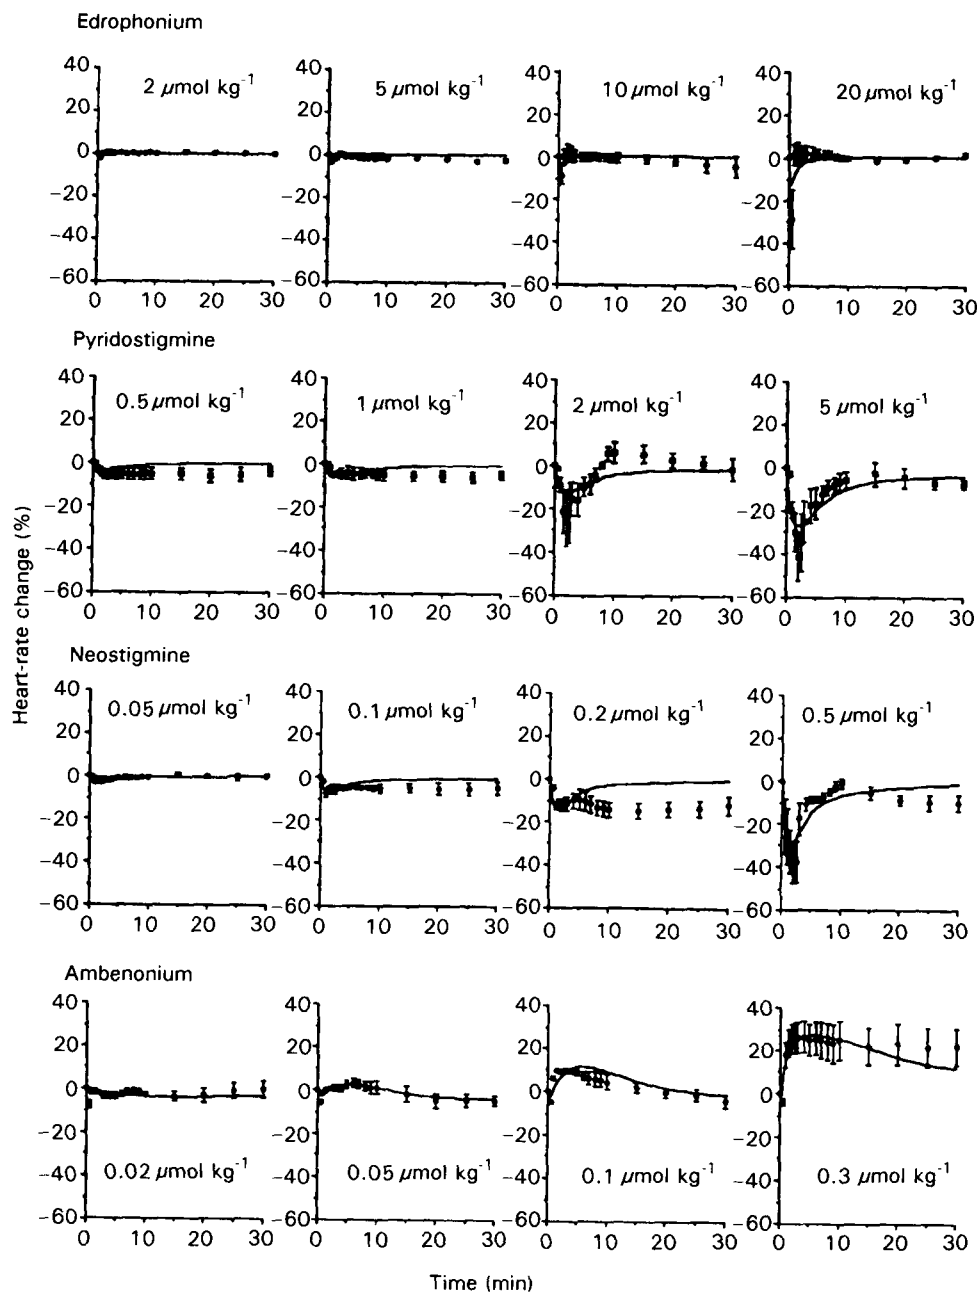 Edrophonium
2 µmol kg⁻¹ 5 µmol kg⁻¹ 10 µmol kg⁻¹ 20 µmol kg⁻¹
40 40 40 40
20 20 20 20
0 0 0 0
−20 −20 −20 −20
−40 −40 −40 −40
−60 −60 −60 −60
0 10 20 30 0 10 20 30 0 10 20 30 0 10 20 30
Pyridostigmine
0.5 µmol kg⁻¹ 1 µmol kg⁻¹ 2 µmol kg⁻¹ 5 µmol kg⁻¹
40 40 40 40
20 20 20 20
0 0 0 0
−20 −20 −20 −20
−40 −40 −40 −40
−60 −60 −60 −60
0 10 20 30 0 10 20 30 0 10 20 30 0 10 20 30
Heart-rate change (%)
Neostigmine
0.05 µmol kg⁻¹ 0.1 µmol kg⁻¹ 0.2 µmol kg⁻¹ 0.5 µmol kg⁻¹
40 40 40 40
20 20 20 20
0 0 0 0
−20 −20 −20 −20
−40 −40 −40 −40
−60 −60 −60 −60
0 10 20 30 0 10 20 30 0 10 20 30 0 10 20 30
Ambenonium
40 40 40 40
20 20 20 20
0 0 0 0
−20 −20 −20 −20
−40 −40 −40 −40
0.02 µmol kg⁻¹ 0.05 µmol kg⁻¹ 0.1 µmol kg⁻¹ 0.3 µmol kg⁻¹
−60 −60 −60 −60
0 10 20 30 0 10 20 30 0 10 20 30 0 10 20 30
Time (min)